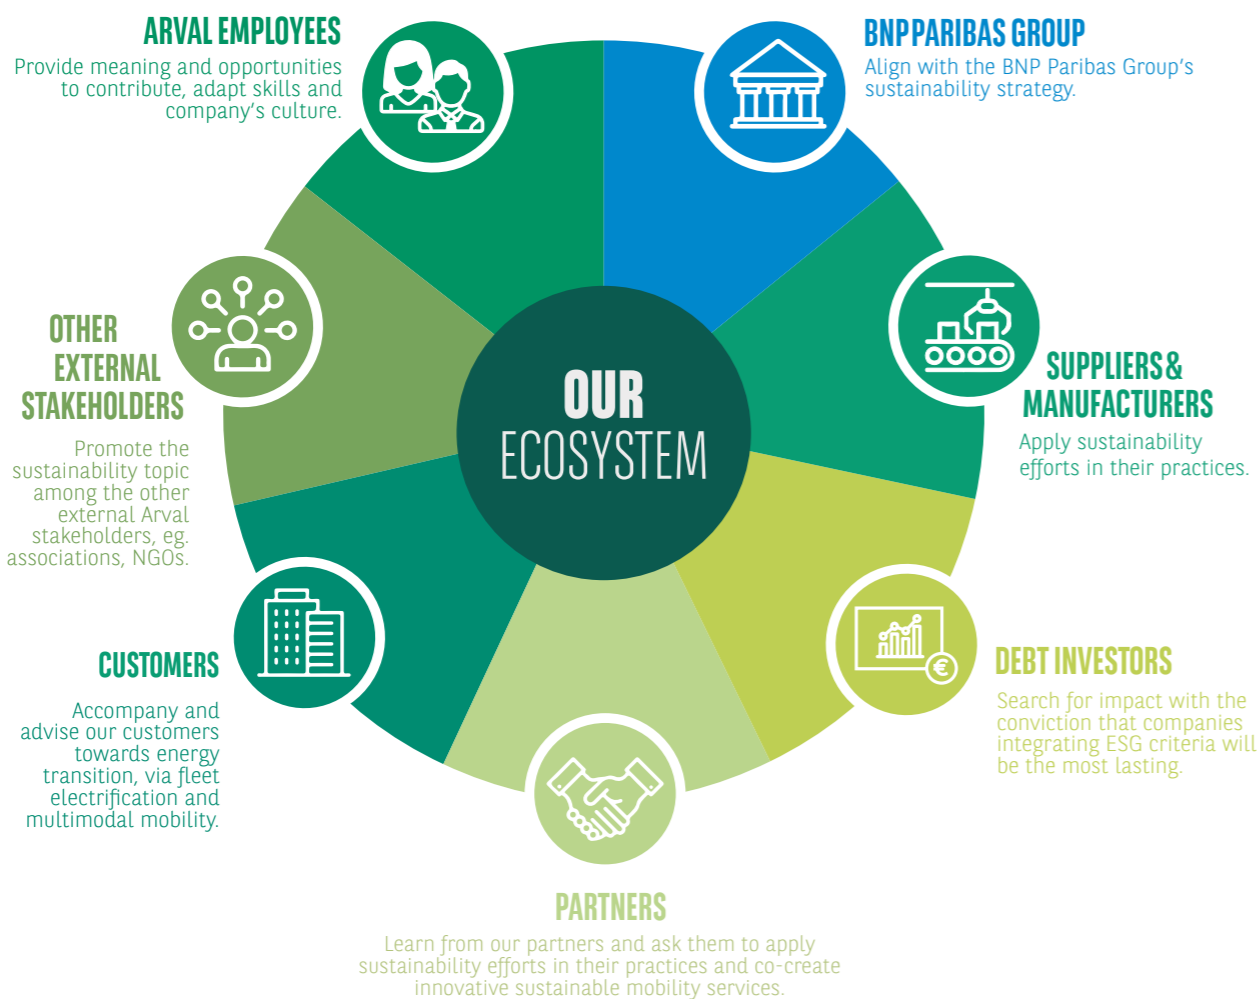 ARVAL EMPLOYEES
Provide meaning and opportunities
to contribute, adapt skills and
company's culture.
BNP PARIBAS GROUP
Align with the BNP Paribas Group's
sustainability strategy.
OTHER
EXTERNAL
STAKEHOLDERS
Promote the
sustainability topic
among the other
external Arval
stakeholders, eg.
associations, NGOs.
OUR
ECOSYSTEM
SUPPLIERS &
MANUFACTURERS
Apply sustainability
efforts in their practices.
CUSTOMERS
Accompany and
advise our customers
towards energy
transition, via fleet
electrification and
multimodal mobility.
€
DEBT INVESTORS
Search for impact with the
conviction that companies
integrating ESG criteria will
be the most lasting.
PARTNERS
Learn from our partners and ask them to apply
sustainability efforts in their practices and co-create
innovative sustainable mobility services.